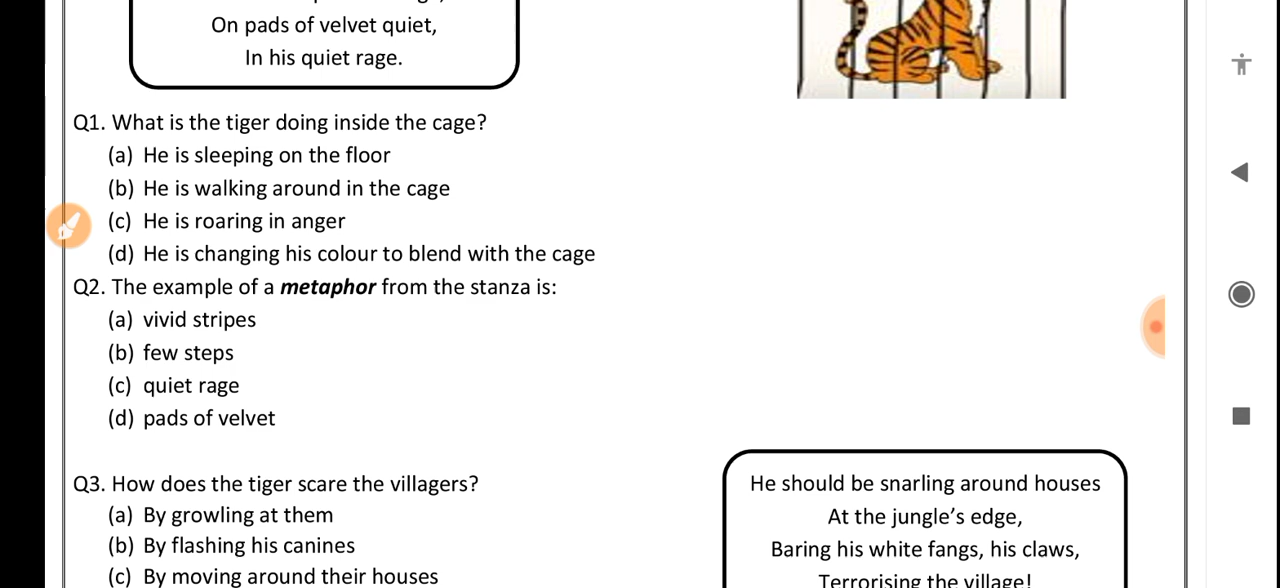 On pads of velvet quiet,
In his quiet rage.
Q1. What is the tiger doing inside the cage?
(a) He is sleeping on the floor
(b) He is walking around in the cage
(c) He is roaring in anger
(d) He is changing his colour to blend with the cage
Q2. The example of a metaphor from the stanza is:
(a) vivid stripes
(b) few steps
(c) quiet rage
(d) pads of velvet
Q3. How does the tiger scare the villagers?
(a) By growling at them
(b) By flashing his canines
(c) By moving around their houses
He should be snarling around houses
At the jungle’s edge,
Baring his white fangs, his claws,
Terrorising the village!